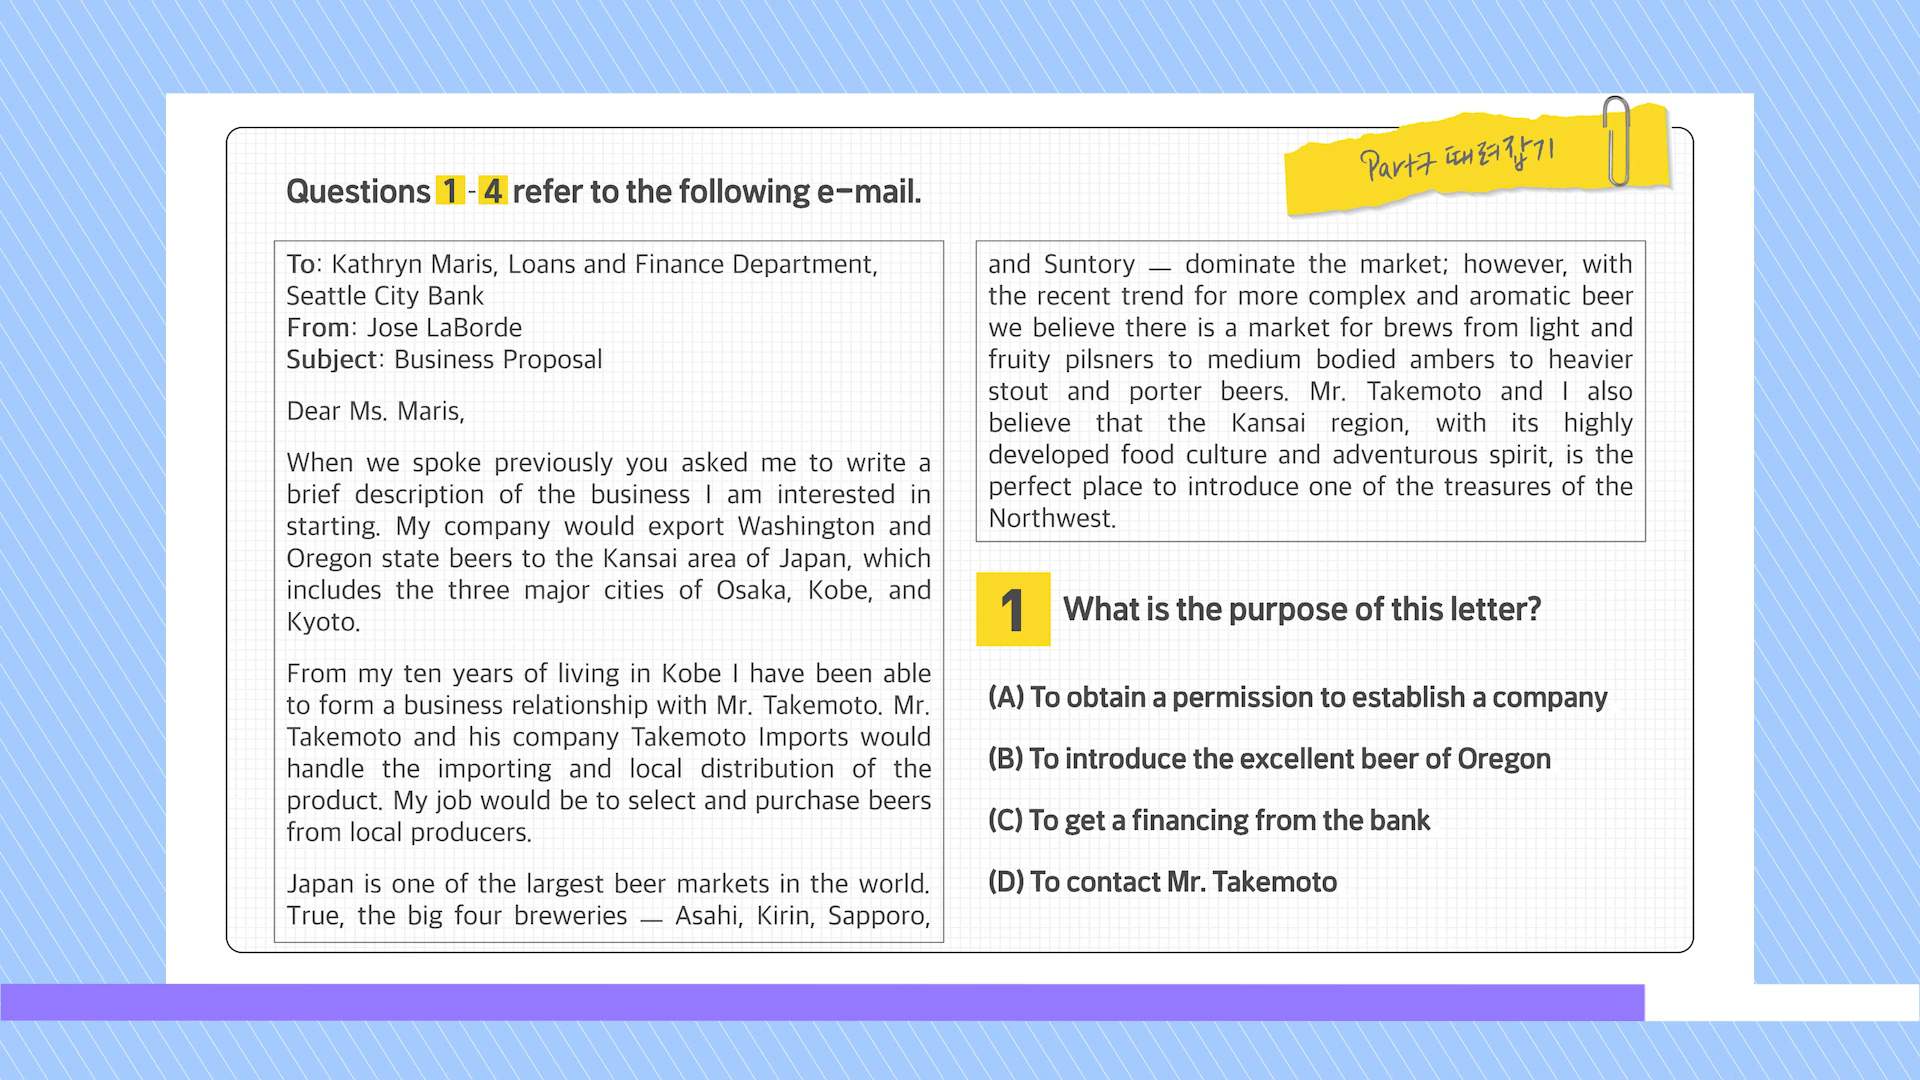 Part7 때려잡기
Questions 1 - 4 refer to the following e-mail.
To: Kathryn Maris, Loans and Finance Department,
Seattle City Bank
From: Jose LaBorde
Subject: Business Proposal
Dear Ms. Maris,
When we spoke previously you asked me to write a
brief description of the business I am interested in
starting. My company would export Washington and
Oregon state beers to the Kansai area of Japan, which
includes the three major cities of Osaka, Kobe, and
Kyoto.
From my ten years of living in Kobe I have been able
to form a business relationship with Mr. Takemoto. Mr.
Takemoto and his company Takemoto Imports would
handle the importing and local distribution of the
product. My job would be to select and purchase beers
from local producers.
Japan is one of the largest beer markets in the world.
True, the big four breweries — Asahi, Kirin, Sapporo,
and Suntory — dominate the market; however, with
the recent trend for more complex and aromatic beer
we believe there is a market for brews from light and
fruity pilsners to medium bodied ambers to heavier
stout and porter beers. Mr. Takemoto and I also
believe that the Kansai region, with its highly
developed food culture and adventurous spirit, is the
perfect place to introduce one of the treasures of the
Northwest.
1 What is the purpose of this letter?
(A) To obtain a permission to establish a company
(B) To introduce the excellent beer of Oregon
(C) To get a financing from the bank
(D) To contact Mr. Takemoto